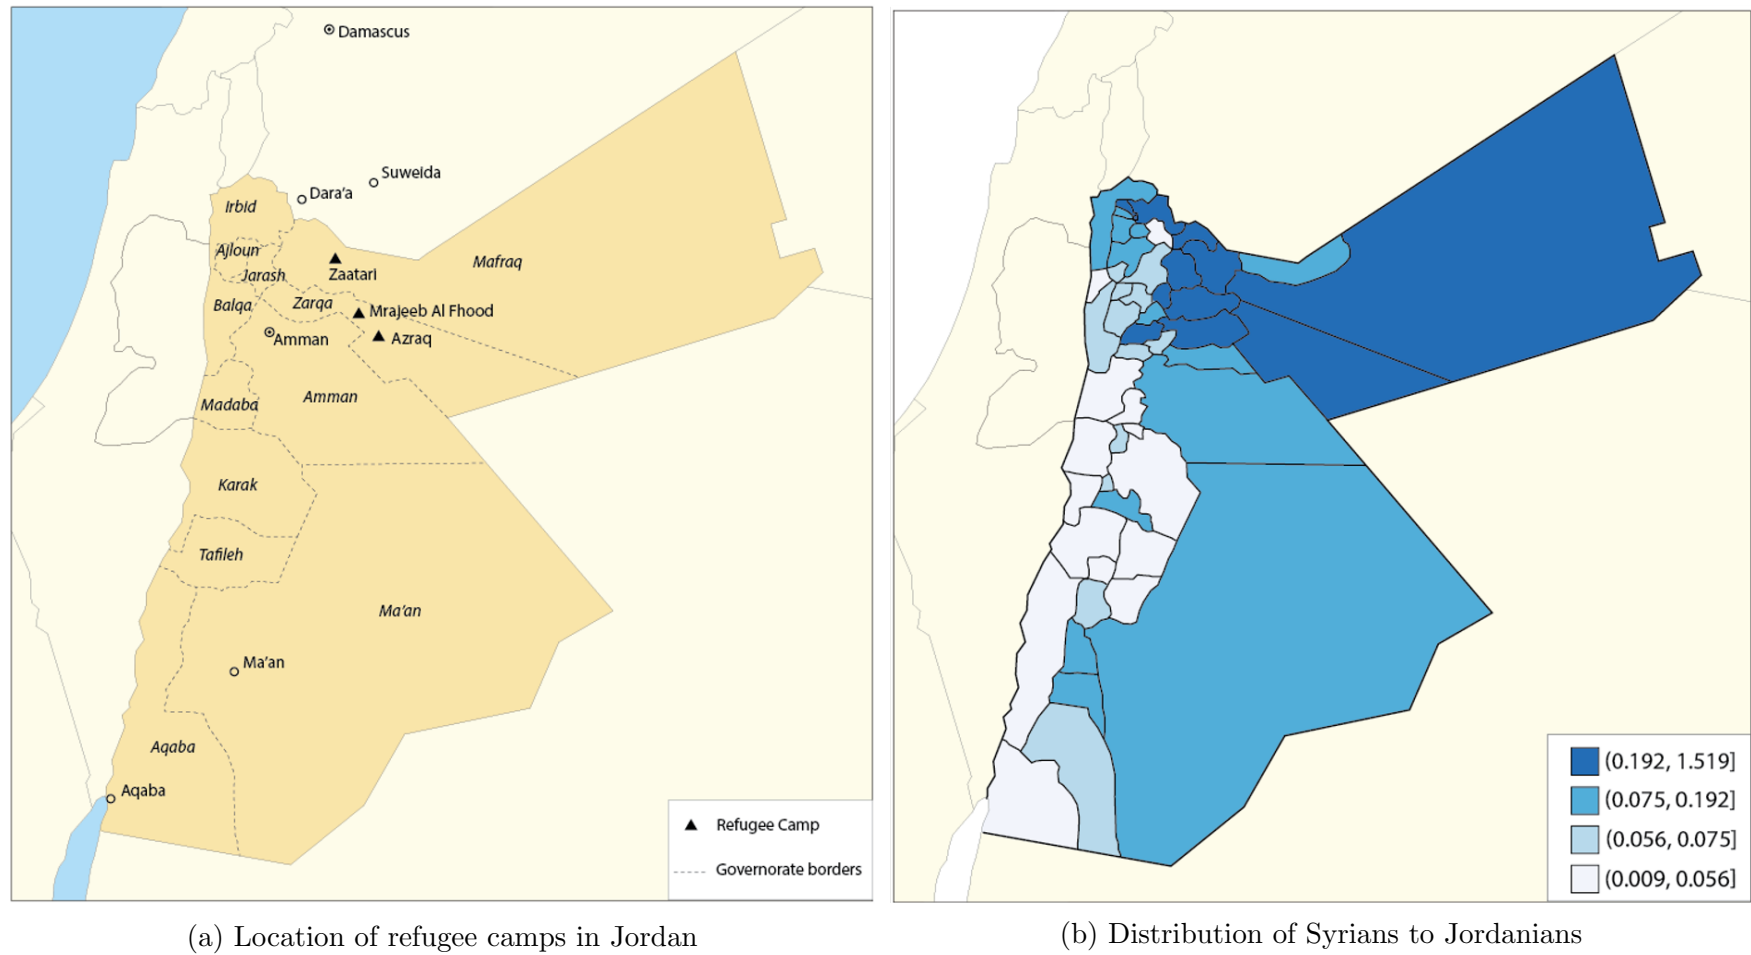 Damascus
Suweida
Dara'a
Irbid
Ajloun
Jarash
Zaatari
Mafraq
Balqa
Zarqa
Mrajeeb Al Fhood
Amman
Azraq
Amman
Madaba
Karak
Tafileh
Ma'an
Ma'an
Aqaba
Aqaba
Refugee Camp
Governorate borders
(a) Location of refugee camps in Jordan
(0.192, 1.519]
(0.075, 0.192]
(0.056, 0.075]
(0.009, 0.056]
(b) Distribution of Syrians to Jordanians